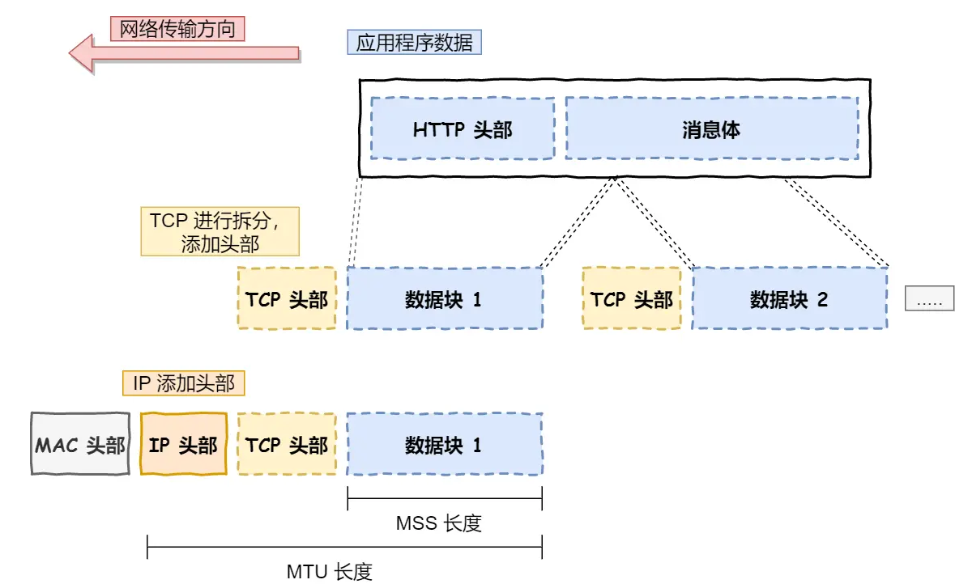 网络传输方向
应用程序数据
HTTP 头部
消息体
TCP 进行拆分，
添加头部
TCP 头部
数据块 1
TCP 头部
数据块 2
.....
IP 添加头部
MAC 头部
IP 头部
TCP 头部
数据块 1
MSS 长度
MTU 长度